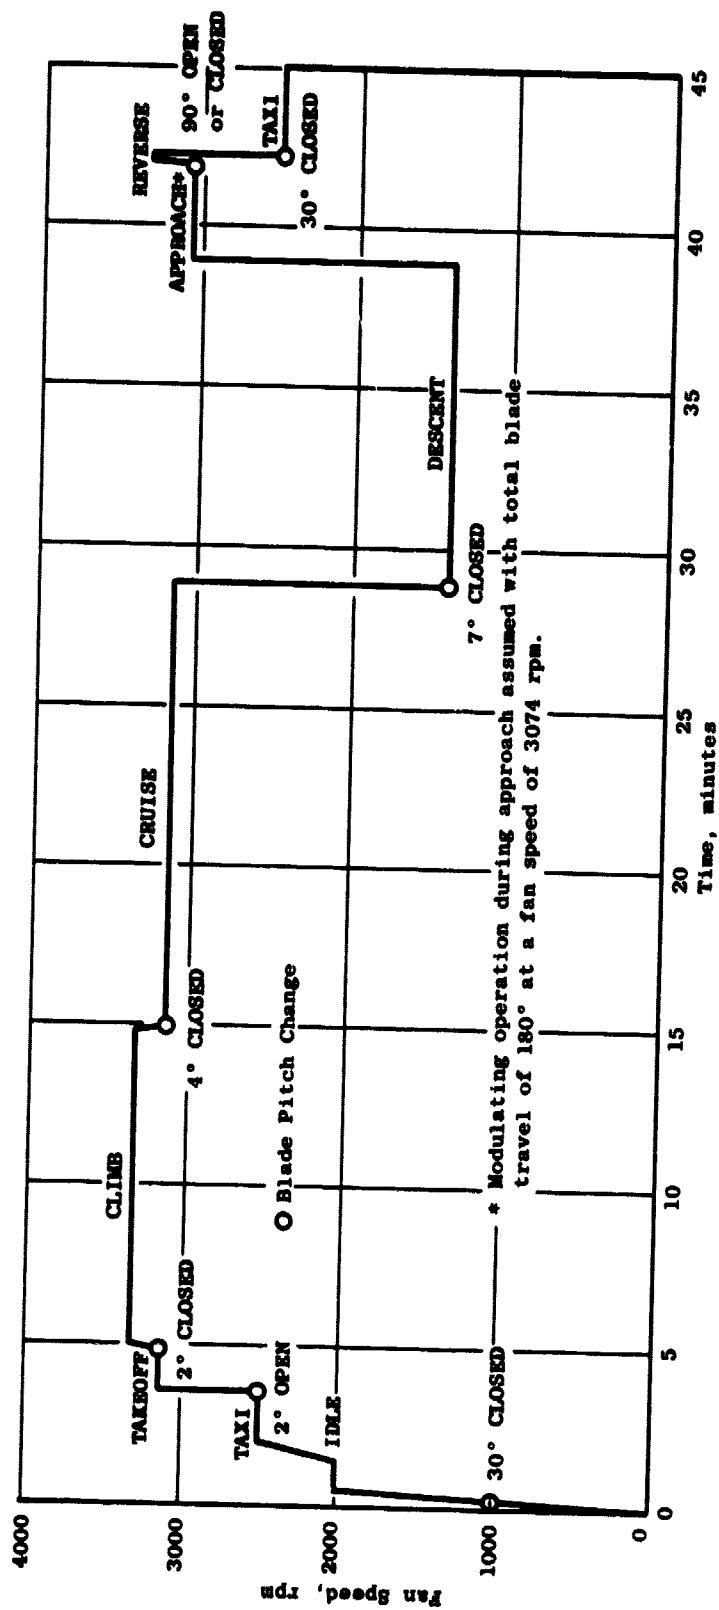 4000
3000
2000
1000
0
Fan Speed, rpm
0
5
10
15
20
25
30
35
40
45
Time, minutes
30° CLOSED
IDLE
TAXI
2° OPEN
TAKEOFF
2° CLOSED
CLIMB
4° CLOSED
CRUISE
7° CLOSED
DESCENT
APPROACH*
REVERSE
90° OPEN
or CLOSED
TAXI
30° CLOSED
Blade Pitch Change
* Modulating operation during approach assumed with total blade
travel of 180° at a fan speed of 3074 rpm.